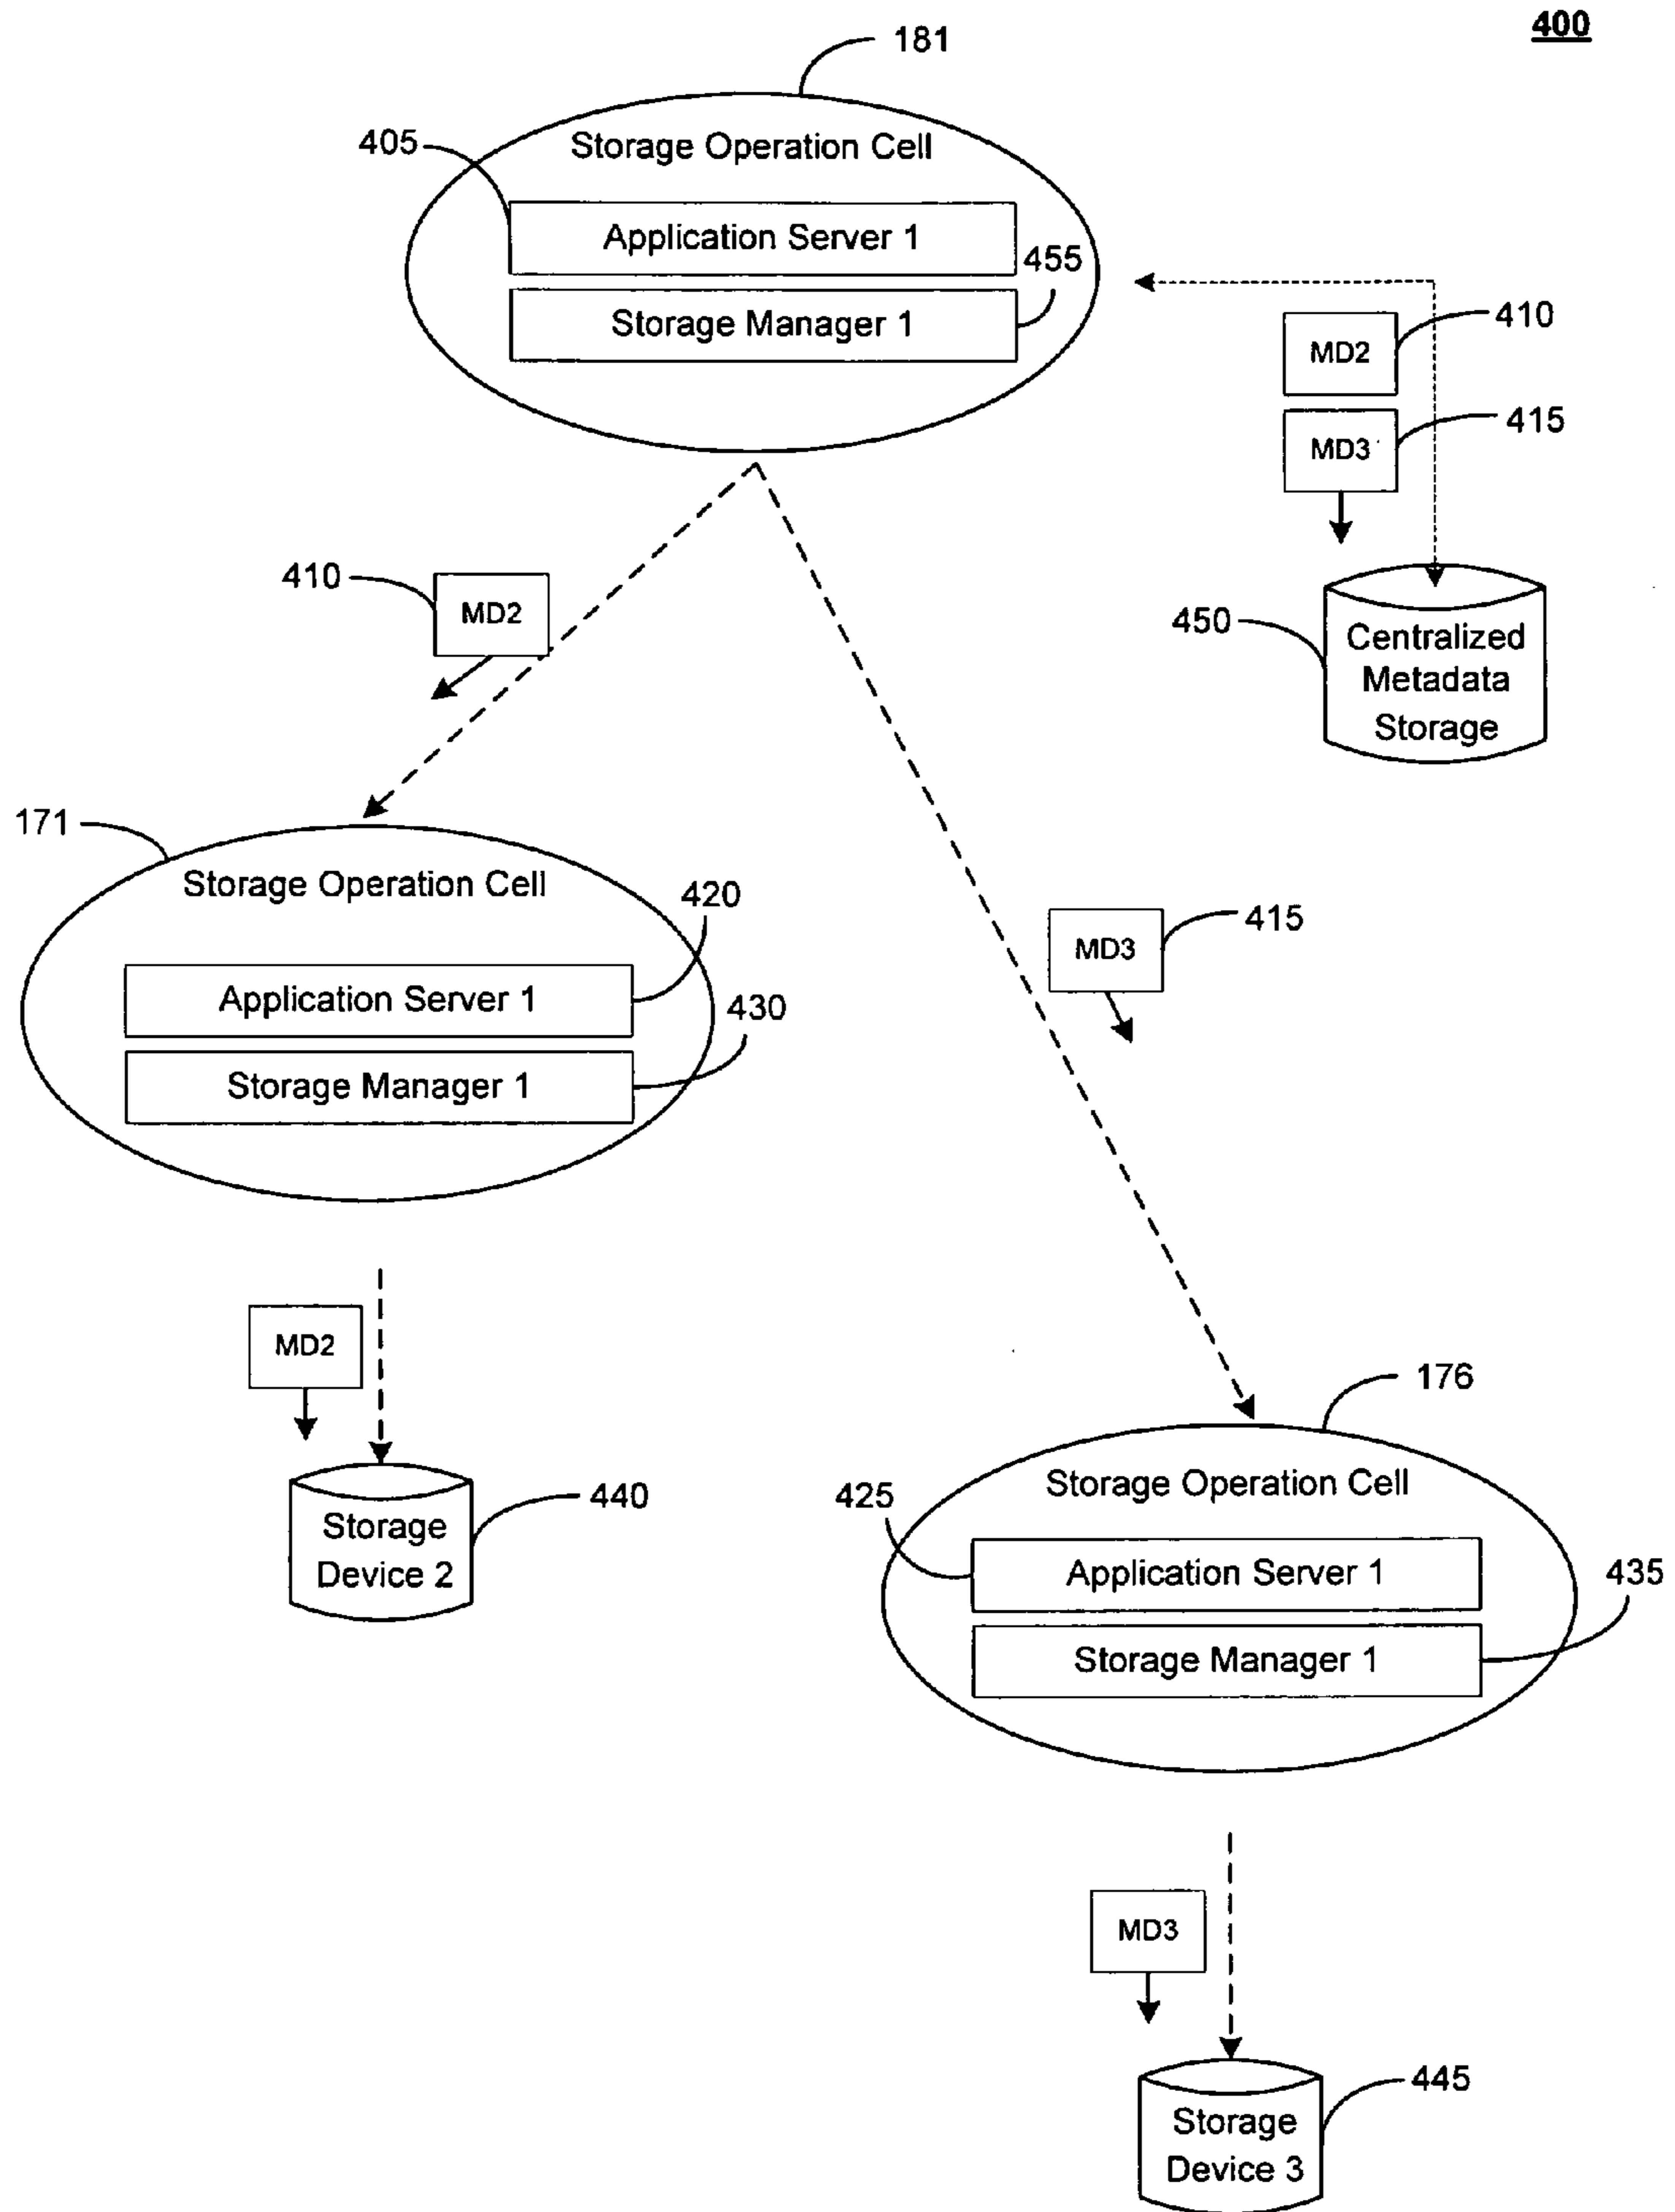 400
181
405
Storage Operation Cell
Application Server 1
455
Storage Manager 1
410
MD2
415
MD3
410
MD2
450
Centralized
Metadata
Storage
171
Storage Operation Cell
420
Application Server 1
430
Storage Manager 1
415
MD3
MD2
440
Storage
Device 2
176
Storage Operation Cell
425
Application Server 1
435
Storage Manager 1
MD3
445
Storage
Device 3